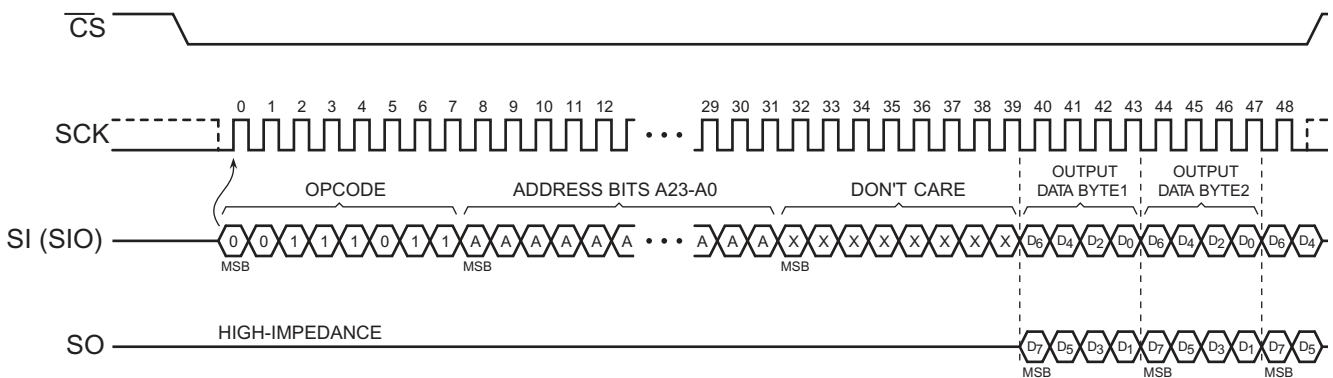 CS
0 1 2 3 4 5 6 7 8 9 10 11 12 29 30 31 32 33 34 35 36 37 38 39 40 41 42 43 44 45 46 47 48
SCK
OPCODE ADDRESS BITS A23-A0 DON'T CARE OUTPUT DATA BYTE1 OUTPUT DATA BYTE2
SI (SIO) 0 0 1 1 1 0 1 1 A A A A A A A A A X X X X X X X X D6 D4 D2 D0 D6 D4 D2 D0 D6 D4
MSB MSB MSB
HIGH-IMPEDANCE
SO D7 D5 D3 D1 D7 D5 D3 D1 D7 D5
MSB MSB MSB